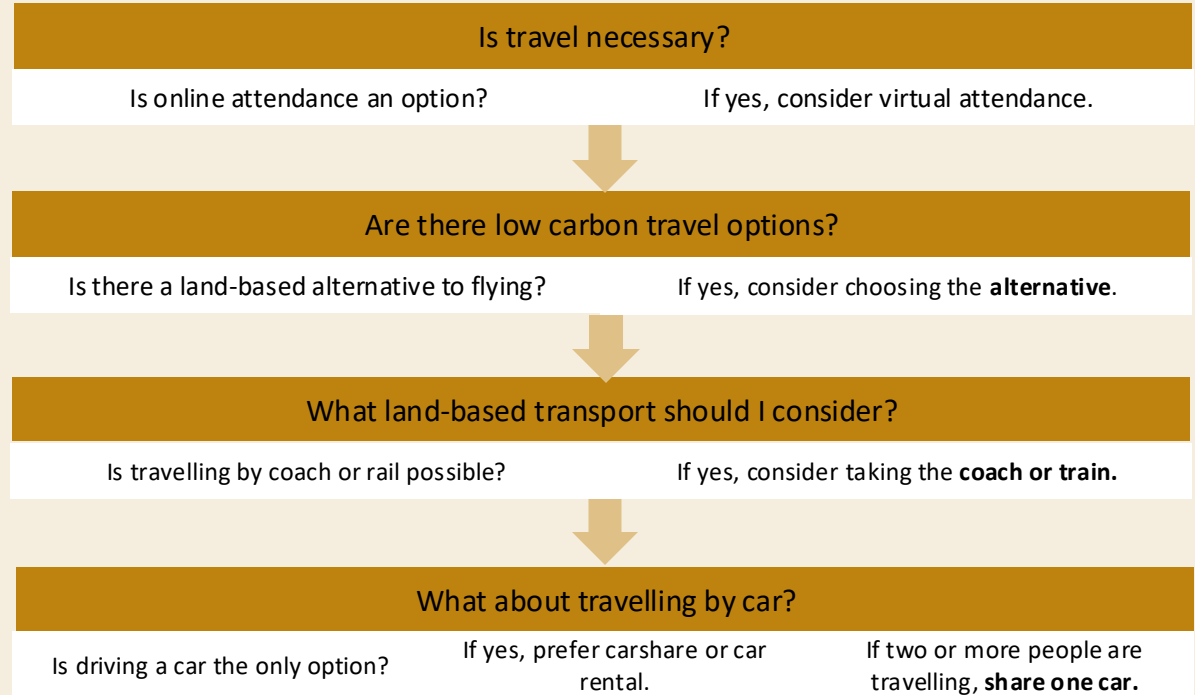 Is travel necessary?
Is online attendance an option?
If yes, consider virtual attendance.
Are there low carbon travel options?
Is there a land-based alternative to flying?
If yes, consider choosing the alternative.
What land-based transport should I consider?
Is travelling by coach or rail possible?
If yes, consider taking the coach or train.
What about travelling by car?
Is driving a car the only option?
If yes, prefer carshare or car
rental.
If two or more people are
travelling, share one car.